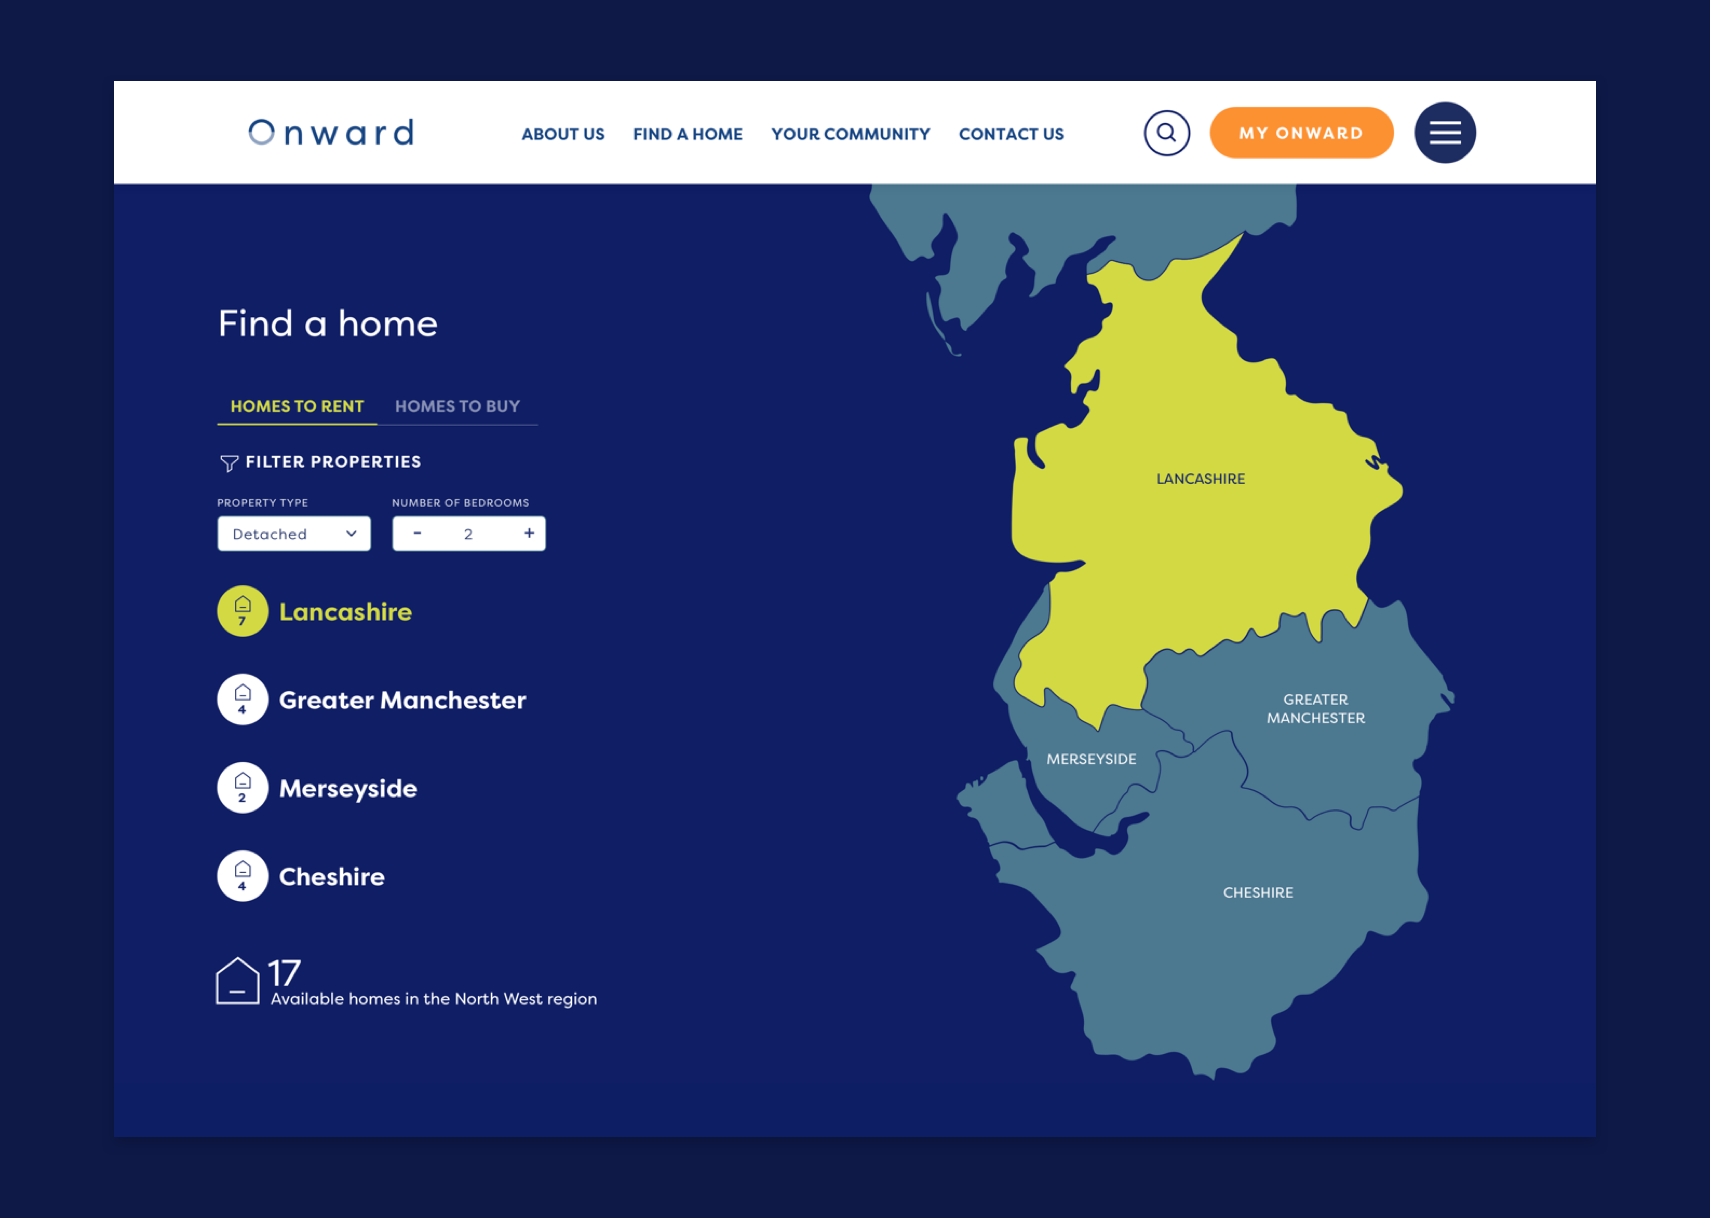 Onward
ABOUT US
FIND A HOME
YOUR COMMUNITY
CONTACT US
MY ONWARD
Find a home
HOMES TO RENT
HOMES TO BUY
FILTER PROPERTIES
PROPERTY TYPE
NUMBER OF BEDROOMS
Detached
- 2 +
7
Lancashire
4
Greater Manchester
2
Merseyside
4
Cheshire
17
Available homes in the North West region
LANCASHIRE
GREATER
MANCHESTER
MERSEYSIDE
CHESHIRE